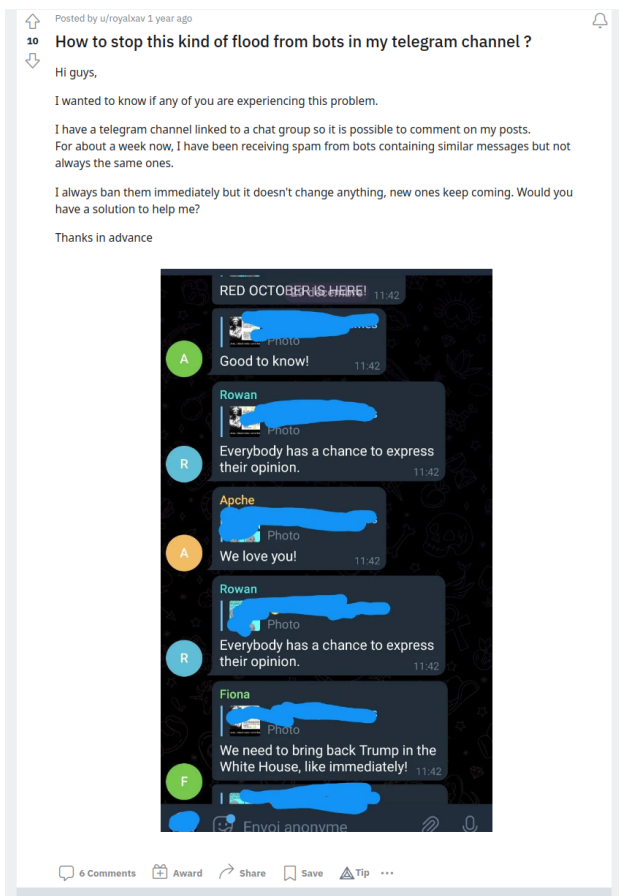 Posted by u/royalxav 1 year ago
10
How to stop this kind of flood from bots in my telegram channel ?
Hi guys,
I wanted to know if any of you are experiencing this problem.
I have a telegram channel linked to a chat group so it is possible to comment on my posts.
For about a week now, I have been receiving spam from bots containing similar messages but not
always the same ones.
I always ban them immediately but it doesn't change anything, new ones keep coming. Would you
have a solution to help me?
Thanks in advance
RED OCTOBER IS HERE! 11:42
Photo
A
Good to know! 11:42
Rowan
Photo
Everybody has a chance to express
R
their opinion. 11:42
Apche
Photo
A
We love you! 11:42
Rowan
Photo
Everybody has a chance to express
R
their opinion. 11:42
Fiona
Photo
We need to bring back Trump in the
White House, like immediately! 11:42
F
Envoi anonyme
6 Comments Award Share Save Tip